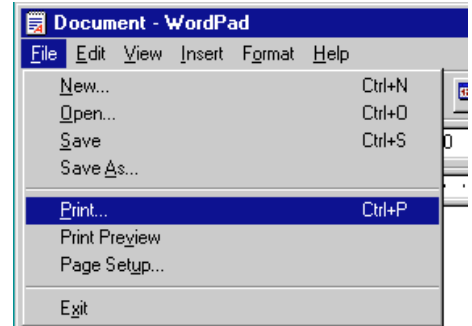 Document - WordPad
File Edit View Insert Format Help
New... Ctrl+N
Open... Ctrl+O
Save Ctrl+S
Save As...
Print... Ctrl+P
Print Preview
Page Setup...
Exit